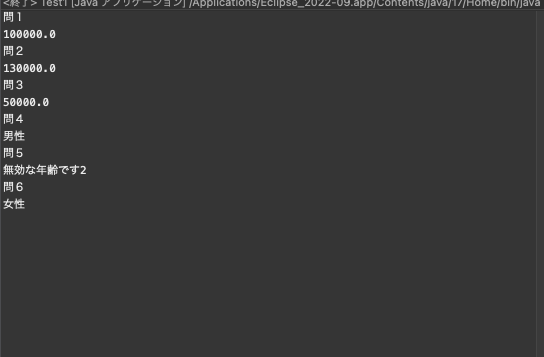 <終了> Test1 [Java アプリケーション] /Applications/Eclipse_2022-09.app/Contents/java/17/Home/bin/java
問１
100000.0
問２
130000.0
問３
50000.0
問４
男性
問５
無効な年齢です2
問６
女性